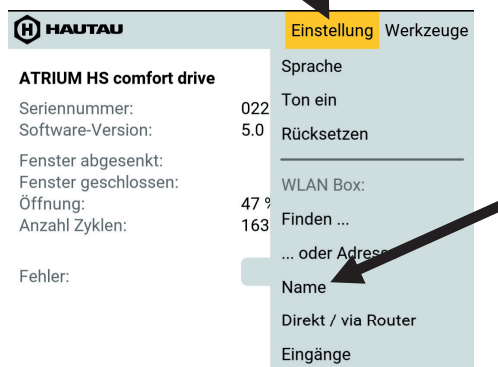 HAUTAU
Einstellung Werkzeuge
ATRIUM HS comfort drive
Seriennummer: 022
Software-Version: 5.0
Fenster abgesenkt:
Fenster geschlossen:
Öffnung: 47 %
Anzahl Zyklen: 163
Fehler:
Sprache
Ton ein
Rücksetzen
WLAN Box:
Finden ...
... oder Adres
Name
Direkt / via Router
Eingänge